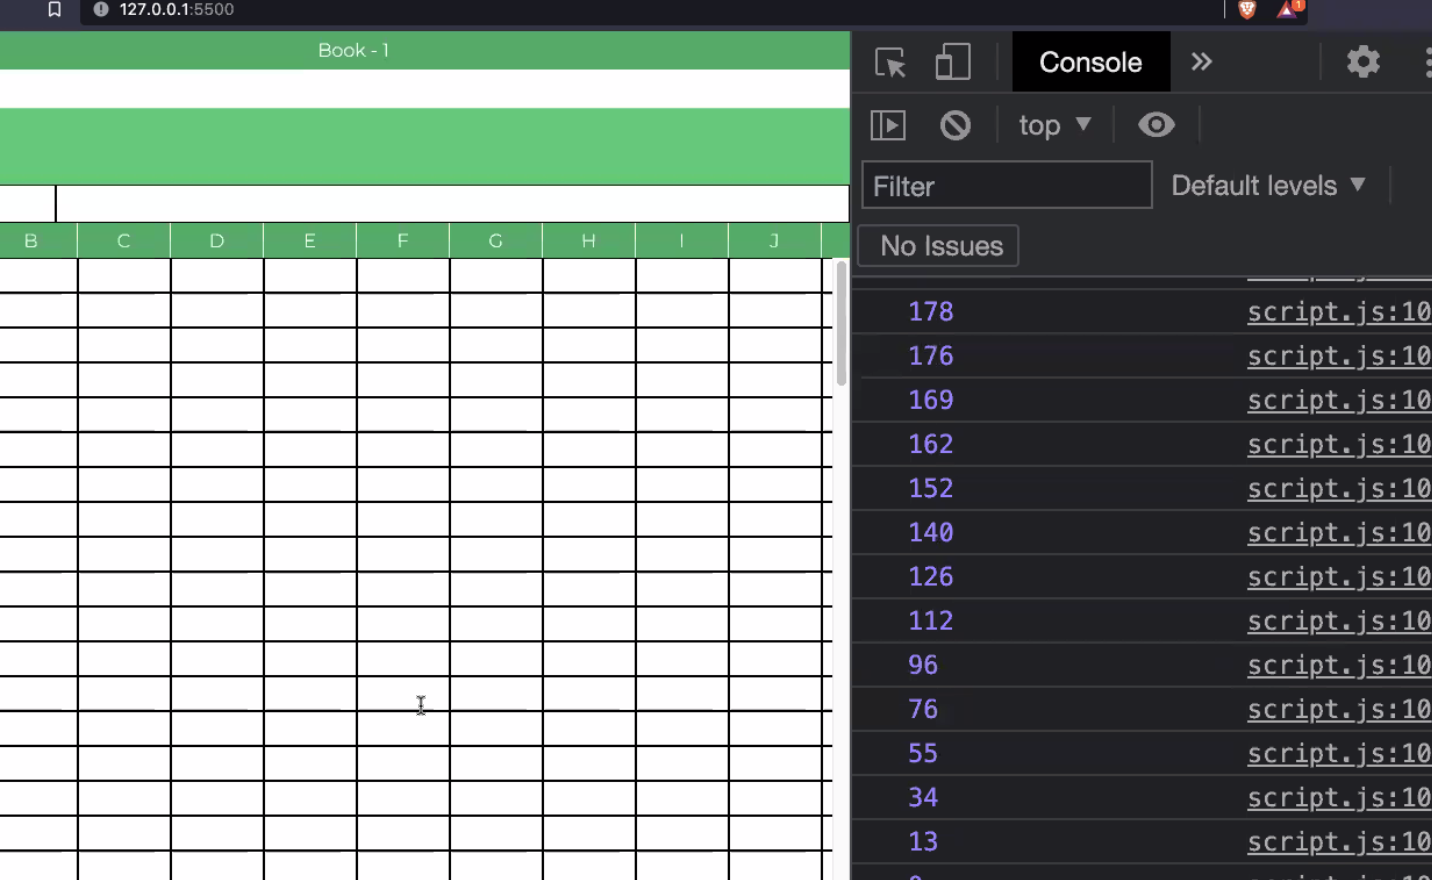 127.0.0.1:5500
1
Book - 1
B C D E F G H I J
Console
top
Filter
Default levels
No Issues
178 script.js:10
176 script.js:10
169 script.js:10
162 script.js:10
152 script.js:10
140 script.js:10
126 script.js:10
112 script.js:10
96 script.js:10
76 script.js:10
55 script.js:10
34 script.js:10
13 script.js:10